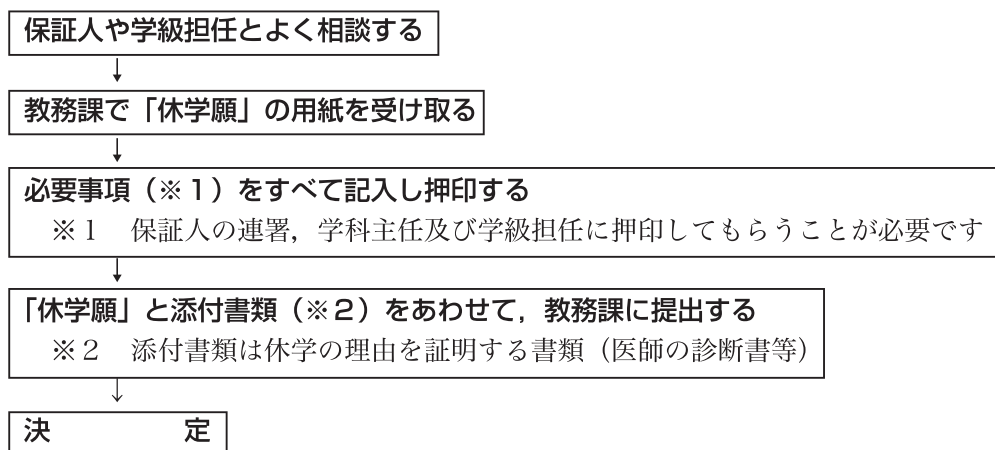 保証人や学級担任とよく相談する
↓
教務課で「休学願」の用紙を受け取る
↓
必要事項（※１）をすべて記入し押印する
※１　保証人の連署，学科主任及び学級担任に押印してもらうことが必要です
↓
「休学願」と添付書類（※２）をあわせて，教務課に提出する
※２　添付書類は休学の理由を証明する書類（医師の診断書等）
↓
決　　　　　定